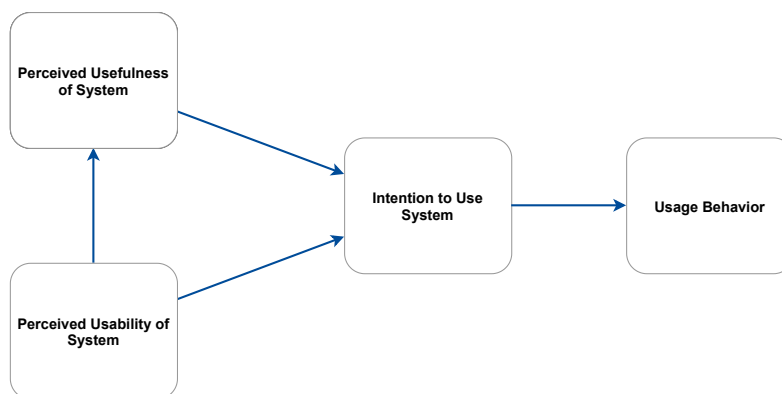 Perceived Usefulness
of System
Intention to Use
System
Usage Behavior
Perceived Usability of
System